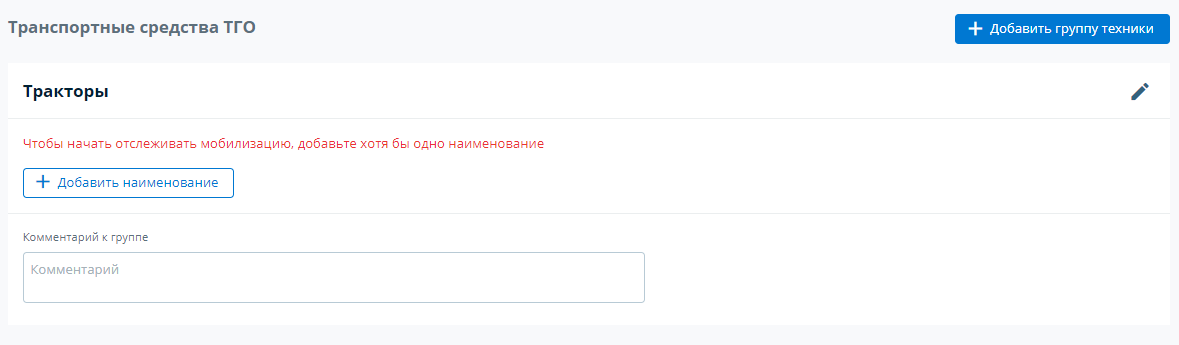 Транспортные средства ТГО
Добавить группу техники
Тракторы
Чтобы начать отслеживать мобилизацию, добавьте хотя бы одно наименование
Добавить наименование
Комментарий к группе
Комментарий